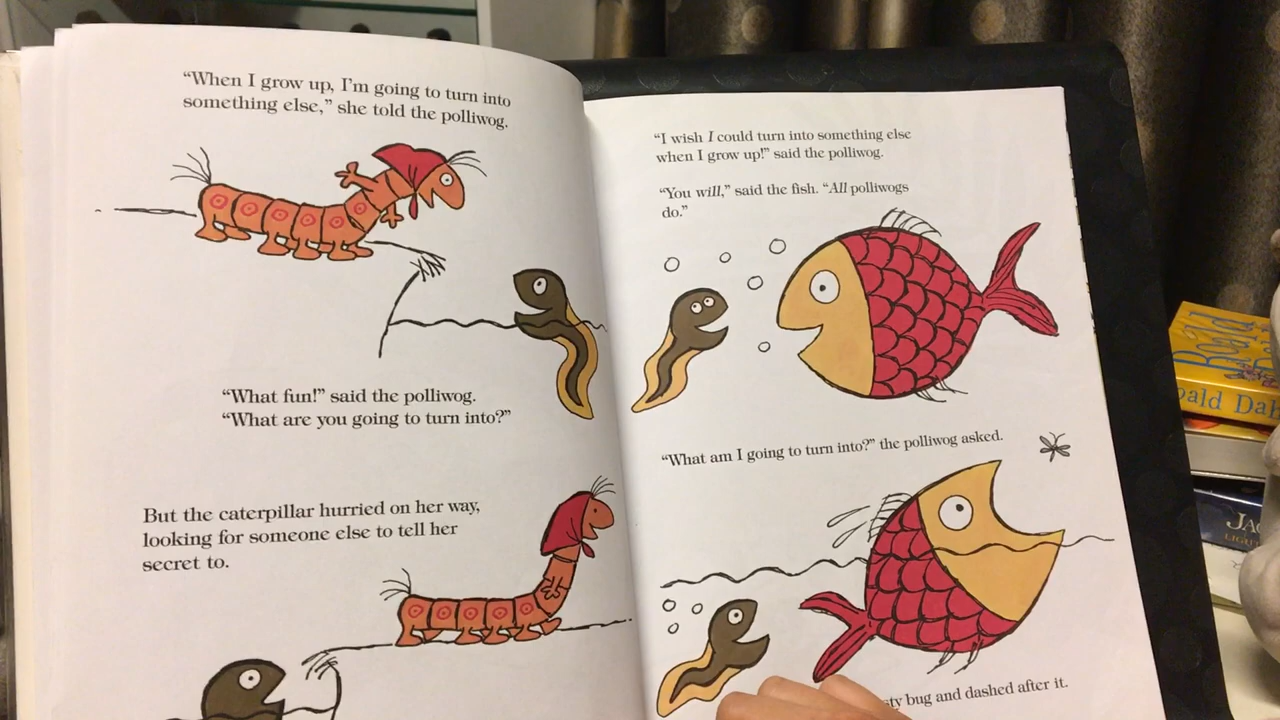 “When I grow up, I’m going to turn into
something else,” she told the polliwog.
“What fun!” said the polliwog.
“What are you going to turn into?”
But the caterpillar hurried on her way,
looking for someone else to tell her
secret to.
“I wish I could turn into something else
when I grow up!” said the polliwog.
“You will,” said the fish. “All polliwogs
do.”
“What am I going to turn into?” the polliwog asked.
bug and dashed after it.
Roald